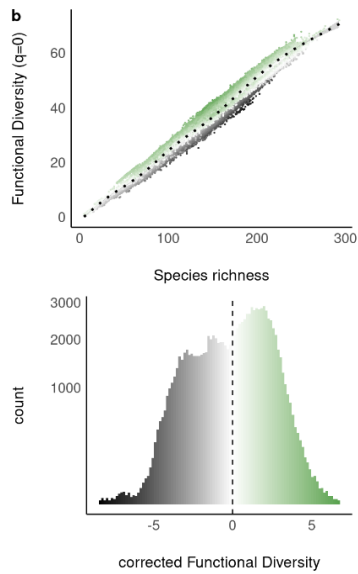 b
Functional Diversity (q=0)
60
40
20
0
0 100 200 300
Species richness
3000
2000
1000
count
-5 0 5
corrected Functional Diversity